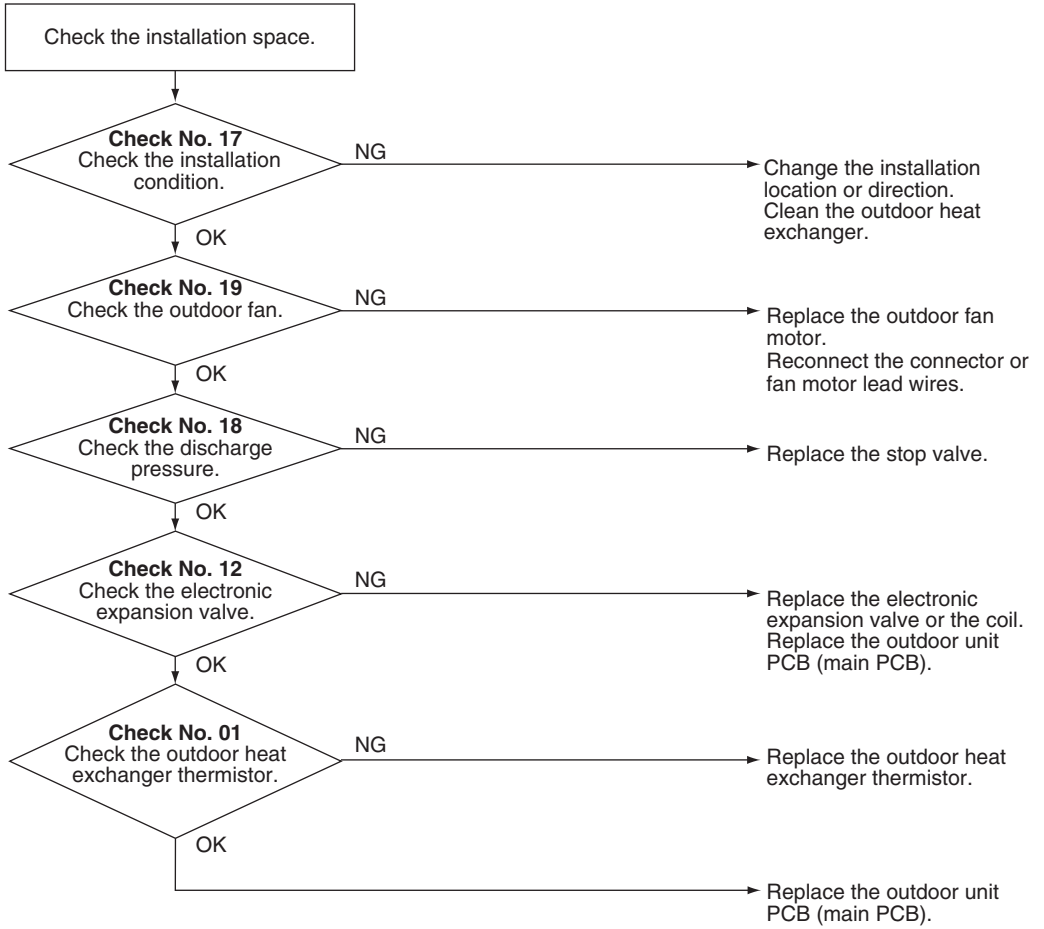 Check the installation space.
Check No. 17
Check the installation
condition.
NG
Change the installation
location or direction.
Clean the outdoor heat
exchanger.
OK
Check No. 19
Check the outdoor fan.
NG
Replace the outdoor fan
motor.
Reconnect the connector or
fan motor lead wires.
OK
Check No. 18
Check the discharge
pressure.
NG
Replace the stop valve.
OK
Check No. 12
Check the electronic
expansion valve.
NG
Replace the electronic
expansion valve or the coil.
Replace the outdoor unit
PCB (main PCB).
OK
Check No. 01
Check the outdoor heat
exchanger thermistor.
NG
Replace the outdoor heat
exchanger thermistor.
OK
Replace the outdoor unit
PCB (main PCB).